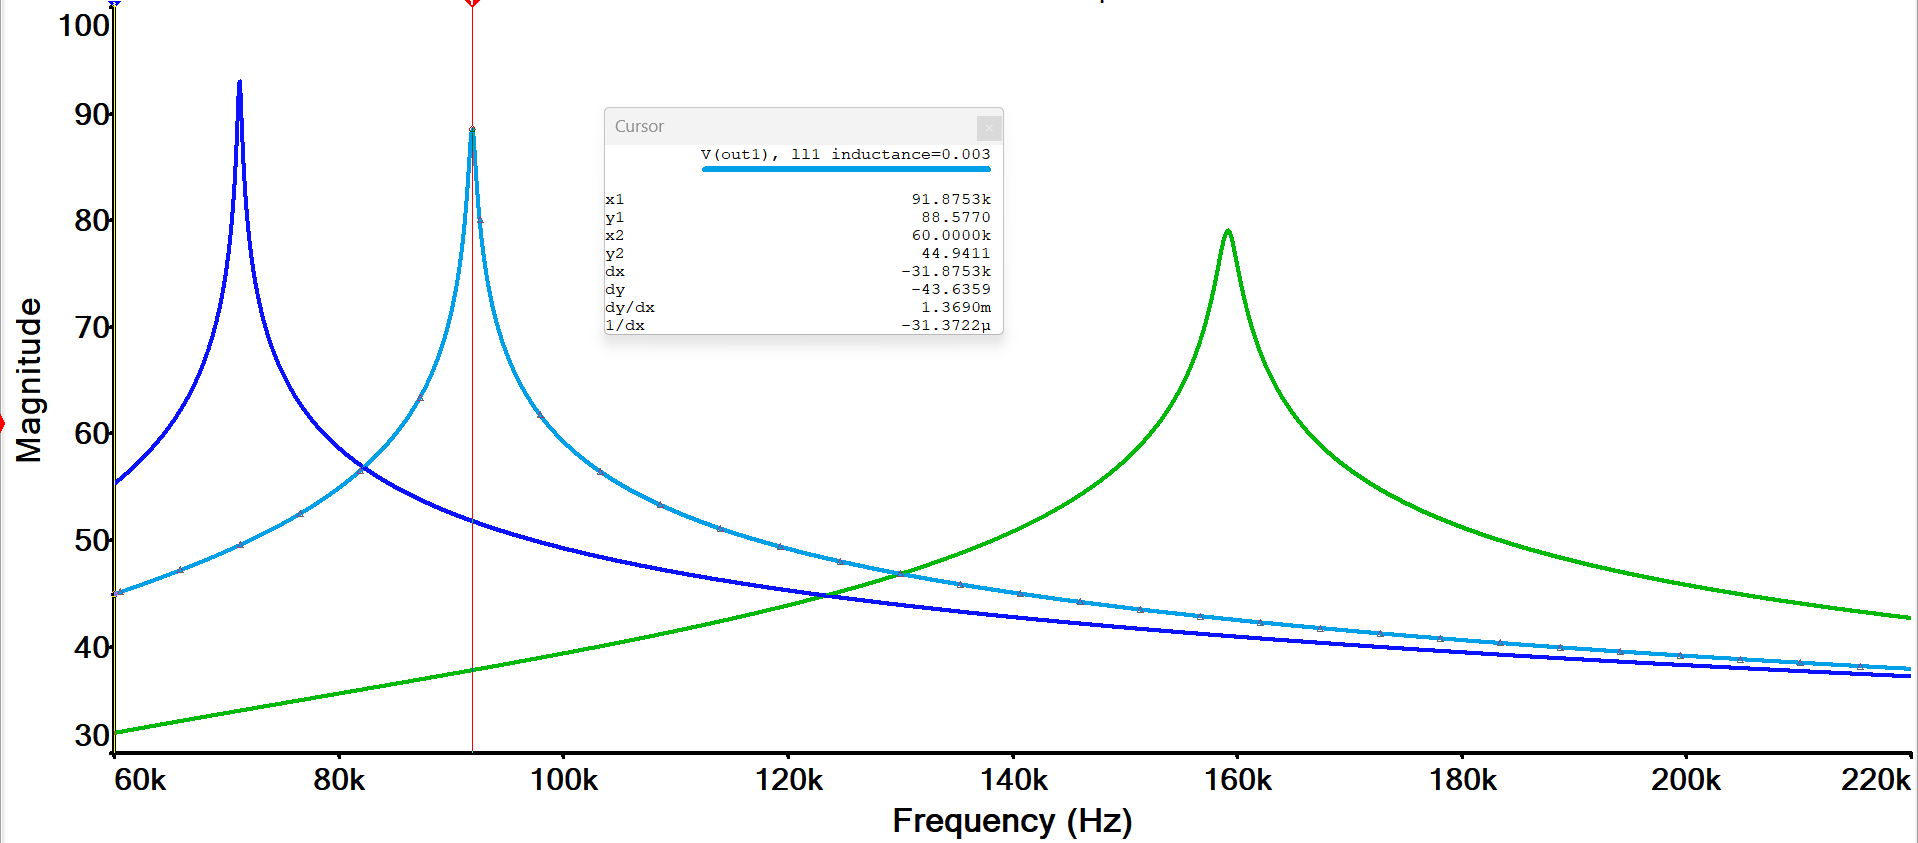 100
90
80
70
60
50
40
30
Magnitude
Cursor
V(out1), ll1 inductance=0.003
x1 91.8753k
y1 88.5770
x2 60.0000k
y2 44.9411
dx -31.8753k
dy -43.6359
dy/dx 1.3690m
1/dx -31.3722µ
60k 80k 100k 120k 140k 160k 180k 200k 220k
Frequency (Hz)